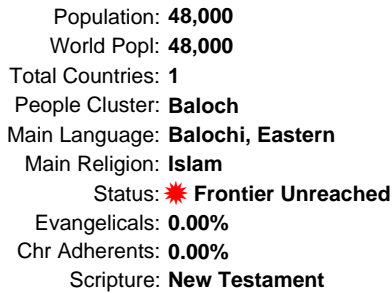 Population: 48,000
World Popl: 48,000
Total Countries: 1
People Cluster: Baloch
Main Language: Balochi, Eastern
Main Religion: Islam
Status: Frontier Unreached
Evangelicals: 0.00%
Chr Adherents: 0.00%
Scripture: New Testament